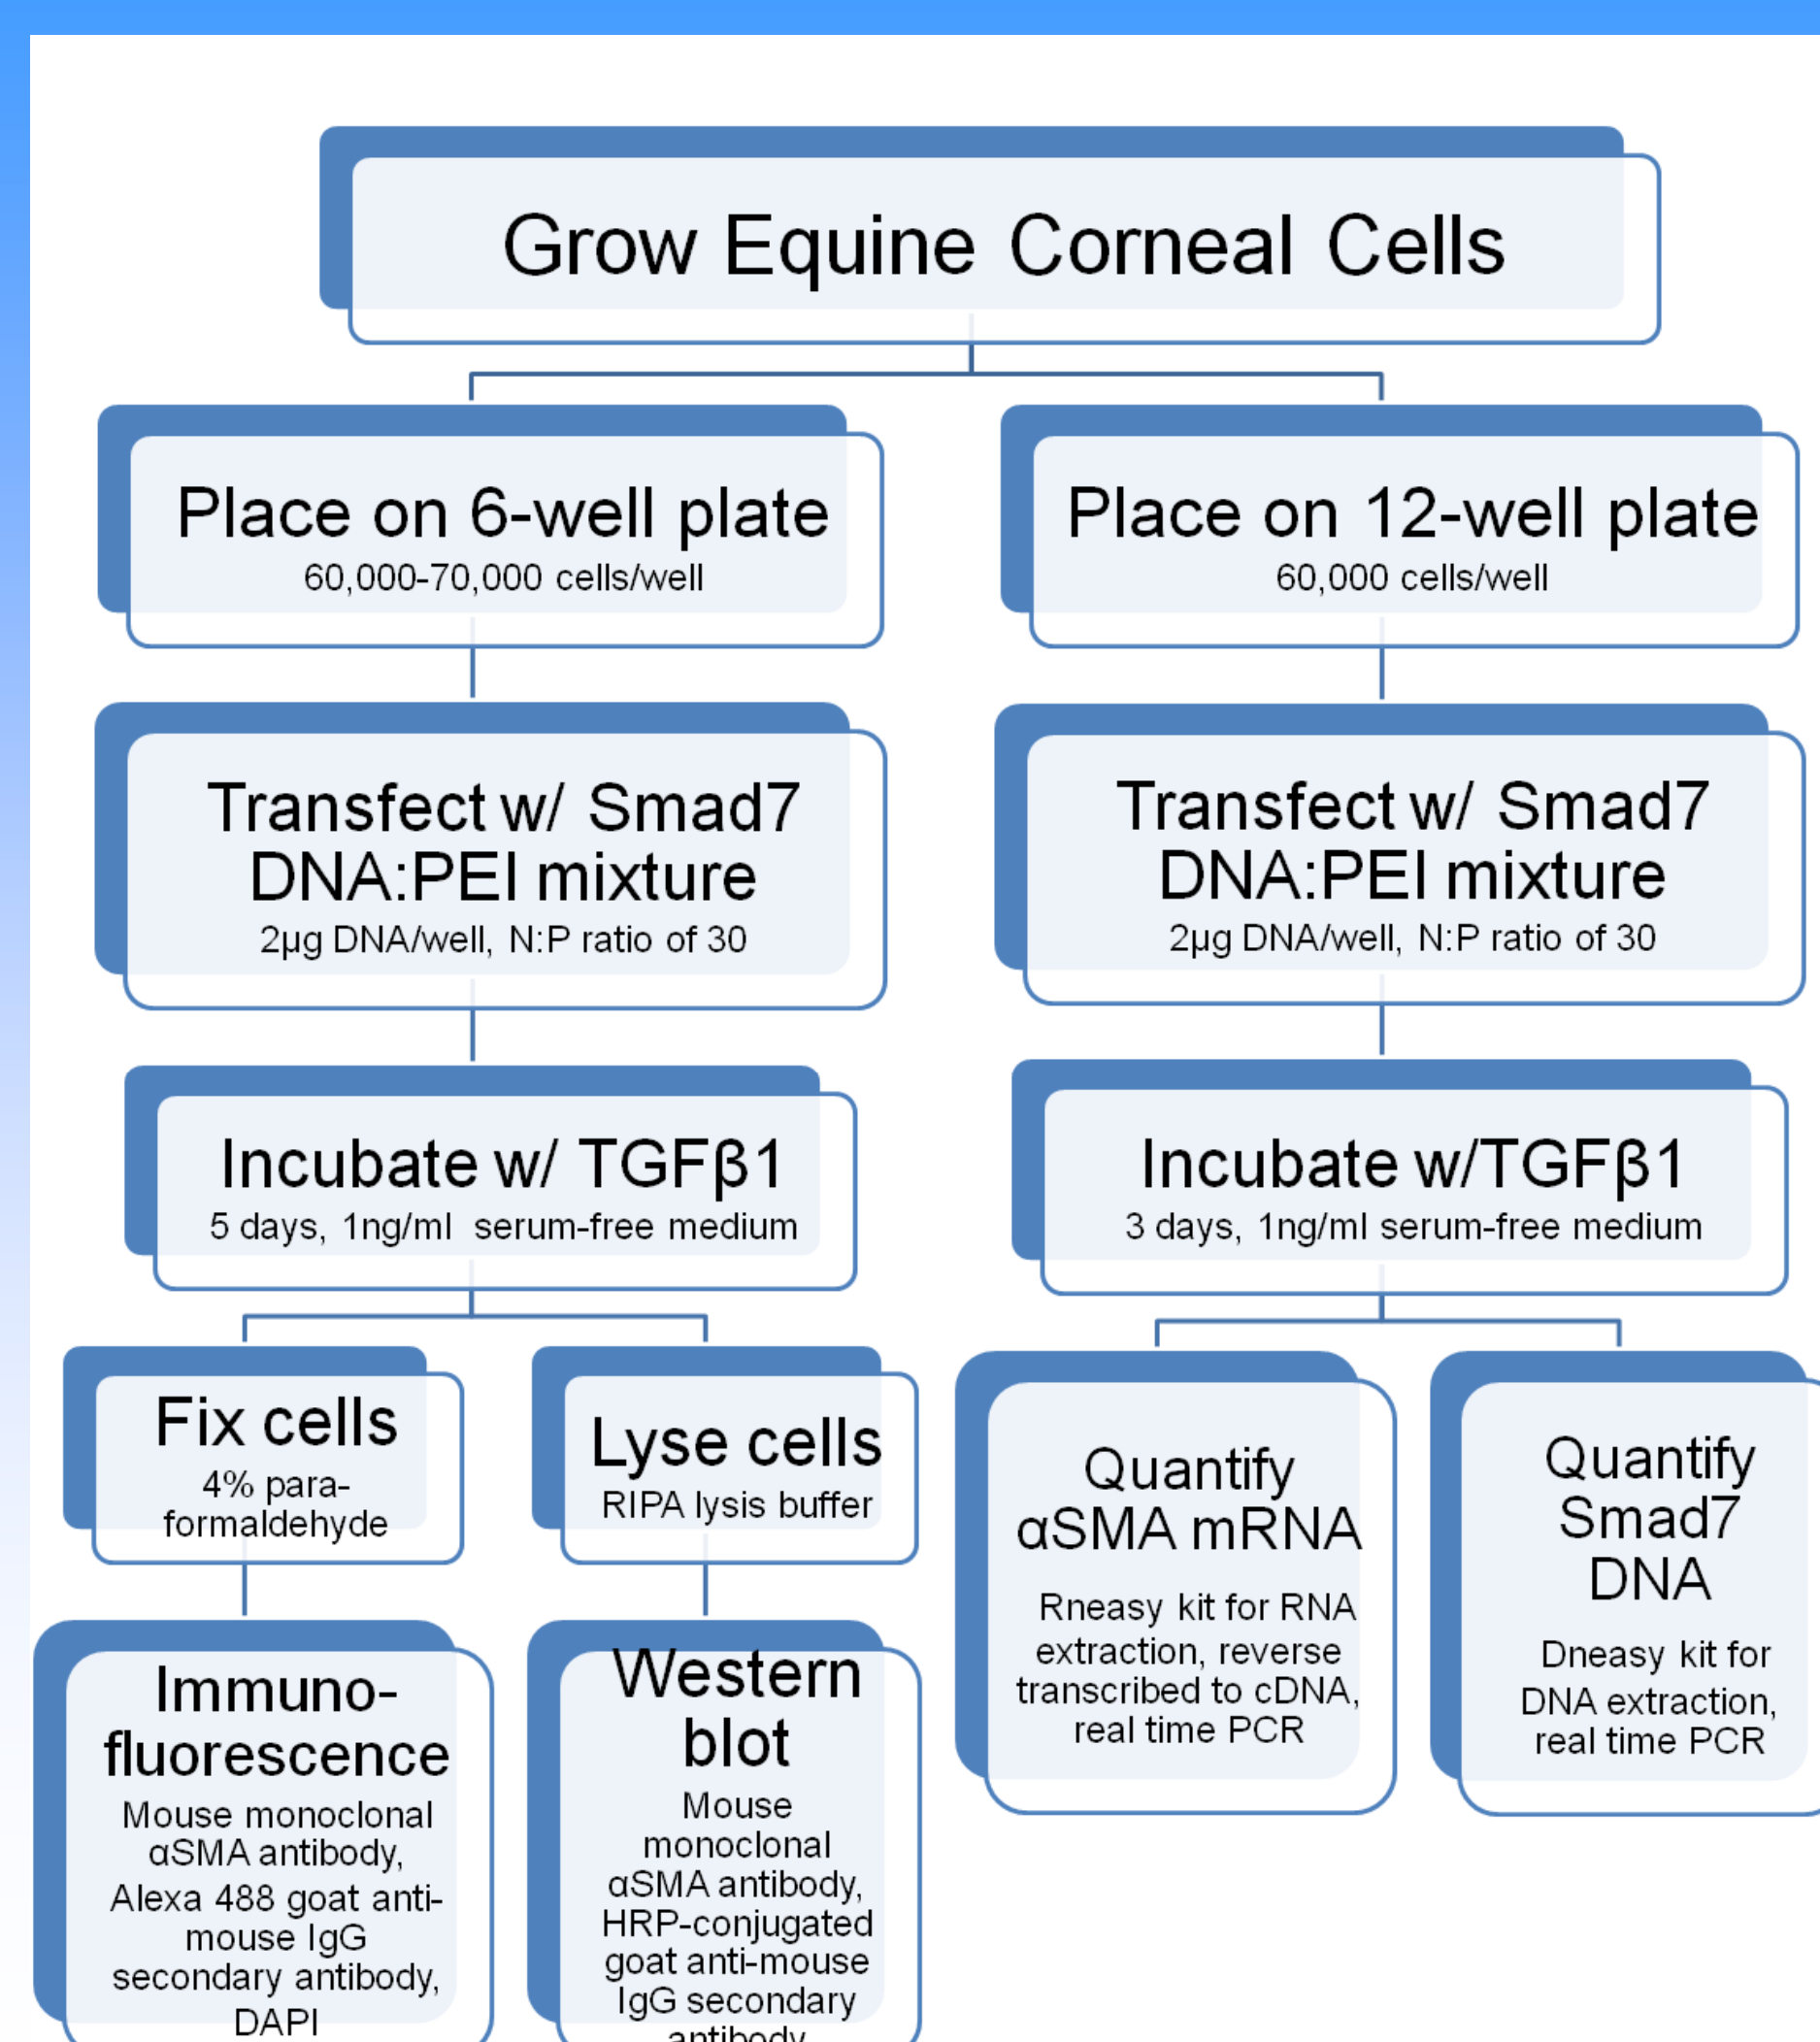 Grow Equine Corneal Cells
Place on 6-well plate
60,000-70,000 cells/well
Place on 12-well plate
60,000 cells/well
Transfect w/ Smad7
DNA:PEI mixture
2µg DNA/well, N:P ratio of 30
Transfect w/ Smad7
DNA:PEI mixture
2µg DNA/well, N:P ratio of 30
Incubate w/ TGFβ1
5 days, 1ng/ml serum-free medium
Incubate w/TGFβ1
3 days, 1ng/ml serum-free medium
Fix cells
4% para-
formaldehyde
Lyse cells
RIPA lysis buffer
Quantify
αSMA mRNA
Rneasy kit for RNA
extraction, reverse
transcribed to cDNA,
real time PCR
Quantify
Smad7
DNA
Dneasy kit for
DNA extraction,
real time PCR
Immuno-
fluorescence
Mouse monoclonal
αSMA antibody,
Alexa 488 goat anti-
mouse IgG
secondary antibody,
DAPI
Western
blot
Mouse
monoclonal
αSMA antibody,
HRP-conjugated
goat anti-mouse
IgG secondary
antibody